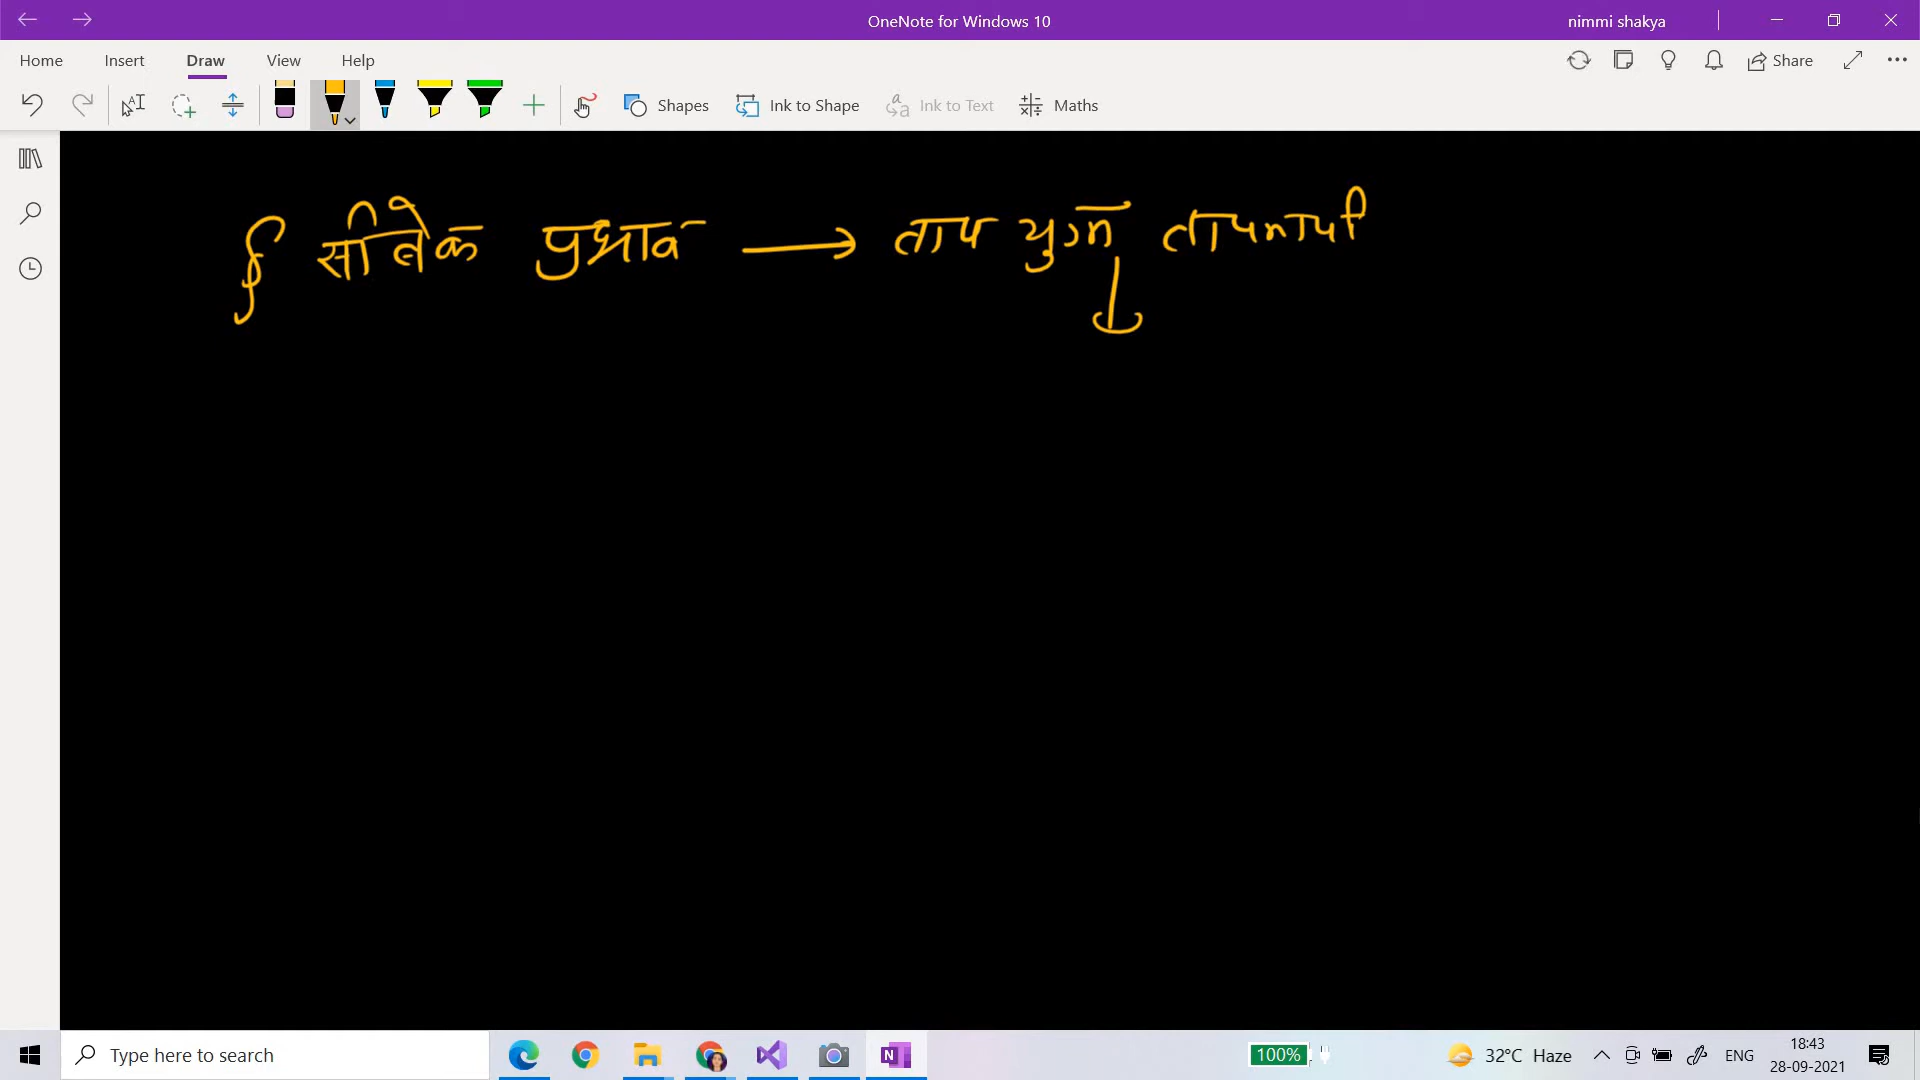 OneNote for Windows 10
nimmi shakya
Home Insert Draw View Help
Share
Shapes Ink to Shape Ink to Text Maths
सीबेक प्रभाव → ताप युग्म तापमापी
Type here to search
100%
32°C Haze
ENG
18:43
28-09-2021